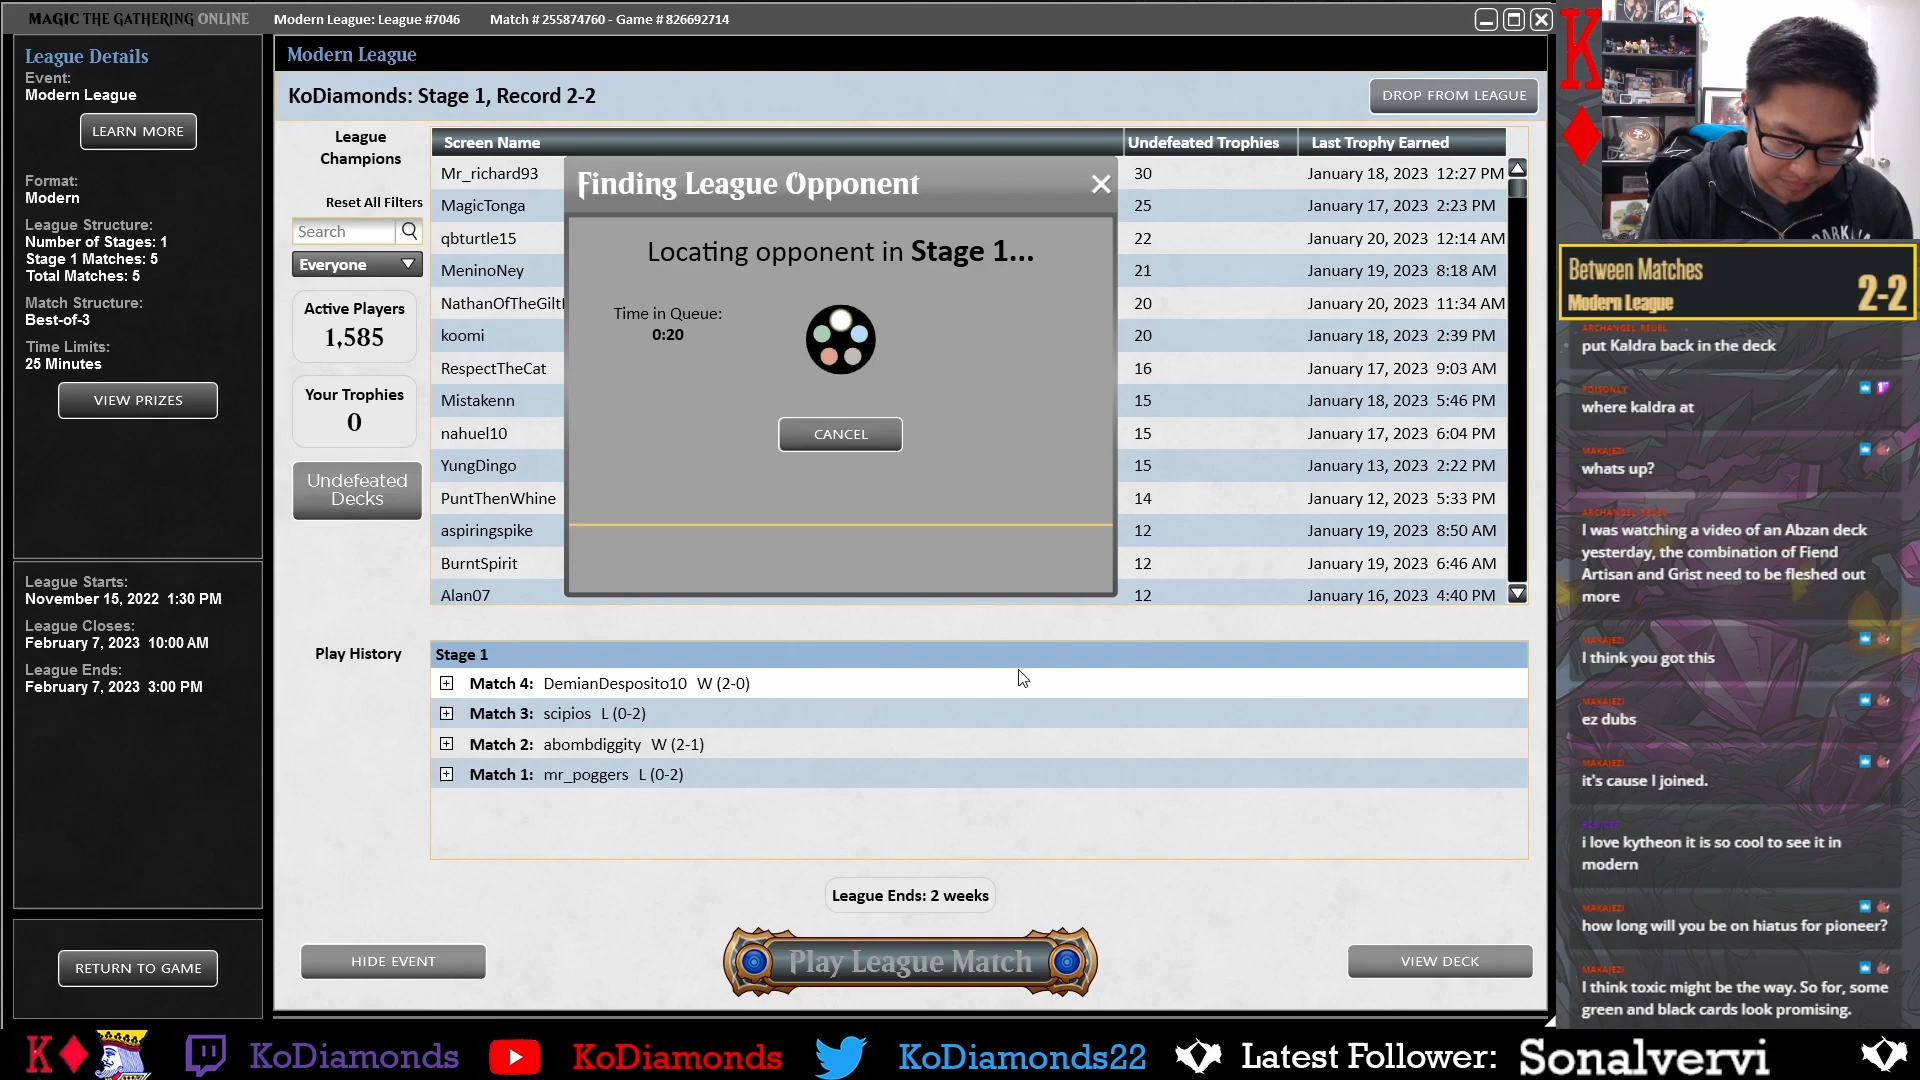 MAGIC THE GATHERING ONLINE
Modern League: League #7046
Match # 255874760 - Game # 826692714
League Details
Event:
Modern League
LEARN MORE
Format:
Modern
League Structure:
Number of Stages: 1
Stage 1 Matches: 5
Total Matches: 5
Match Structure:
Best-of-3
Time Limits:
25 Minutes
VIEW PRIZES
League Starts:
November 15, 2022 1:30 PM
League Closes:
February 7, 2023 10:00 AM
League Ends:
February 7, 2023 3:00 PM
RETURN TO GAME
Modern League
KoDiamonds: Stage 1, Record 2-2
DROP FROM LEAGUE
League
Champions
Reset All Filters
Search
Everyone
Active Players
1,585
Your Trophies
0
Undefeated
Decks
Screen Name Undefeated Trophies Last Trophy Earned
Mr_richard93 30 January 18, 2023 12:27 PM
MagicTonga 25 January 17, 2023 2:23 PM
qbturtle15 22 January 20, 2023 12:14 AM
MeninoNey 21 January 19, 2023 8:18 AM
20 January 20, 2023 11:34 AM
koomi 20 January 18, 2023 2:39 PM
RespectTheCat 16 January 17, 2023 9:03 AM
Mistakenn 15 January 18, 2023 5:46 PM
nahuel10 15 January 17, 2023 6:04 PM
YungDingo 15 January 13, 2023 2:22 PM
PuntThenWhine 14 January 12, 2023 5:33 PM
aspiringspike 12 January 19, 2023 8:50 AM
BurntSpirit 12 January 19, 2023 6:46 AM
Alan07 12 January 16, 2023 4:40 PM
Finding League Opponent
Locating opponent in Stage 1...
Time in Queue:
0:20
CANCEL
Play History
Stage 1
Match 4: DemianDesposito10 W (2-0)
Match 3: scipios L (0-2)
Match 2: abombdiggity W (2-1)
Match 1: mr_poggers L (0-2)
League Ends: 2 weeks
HIDE EVENT
Play League Match
VIEW DECK
K
Between Matches
Modern League
2-2
ARCHANGEL REUEL
put Kaldra back in the deck
POISONLY
where kaldra at
MAKAJEZI
whats up?
ARCHANGEL REUEL
I was watching a video of an Abzan deck
yesterday, the combination of Fiend
Artisan and Grist need to be fleshed out
more
MAKAJEZI
I think you got this
MAKAJEZI
ez dubs
MAKAJEZI
it's cause I joined.
i love kytheon it is so cool to see it in
modern
MAKAJEZI
how long will you be on hiatus for pioneer?
MAKAJEZI
I think toxic might be the way. So for, some
green and black cards look promising.
K
KoDiamonds
KoDiamonds
KoDiamonds22
Latest Follower: Sonalvervi